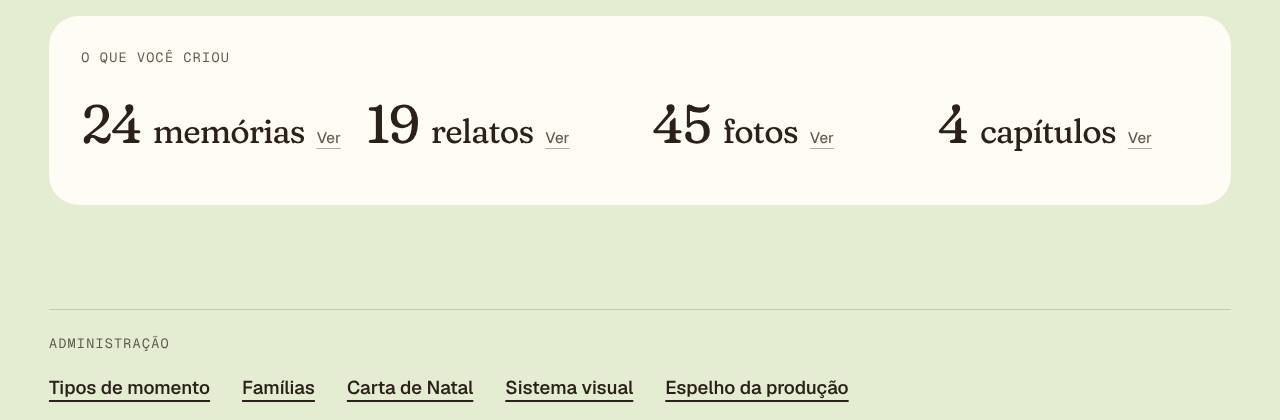 O QUE VOCÊ CRIOU
24 memórias Ver 19 relatos Ver 45 fotos Ver 4 capítulos Ver
ADMINISTRAÇÃO
Tipos de momento Famílias Carta de Natal Sistema visual Espelho da produção